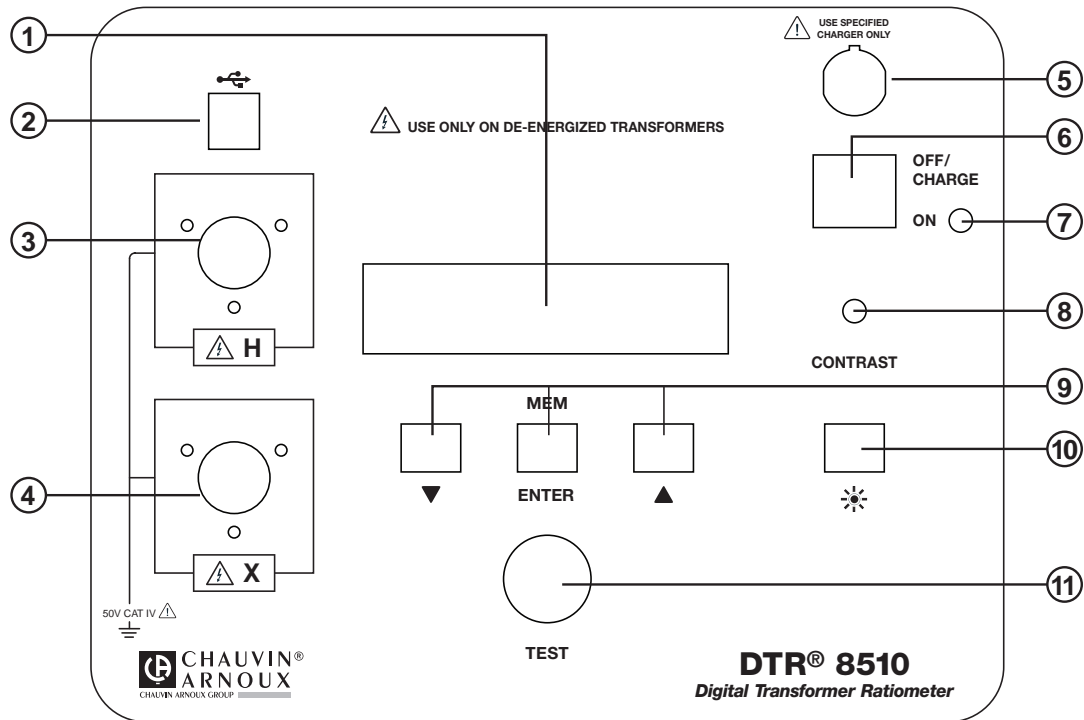 1
USE SPECIFIED
CHARGER ONLY
5
2
USE ONLY ON DE-ENERGIZED TRANSFORMERS
6
OFF/
CHARGE
ON
7
3
H
8
CONTRAST
9
MEM
10
4
ENTER
X
11
50V CAT IV
TEST
CHAUVIN®
ARNOUX
CHAUVIN ARNOUX GROUP
DTR® 8510
Digital Transformer Ratiometer